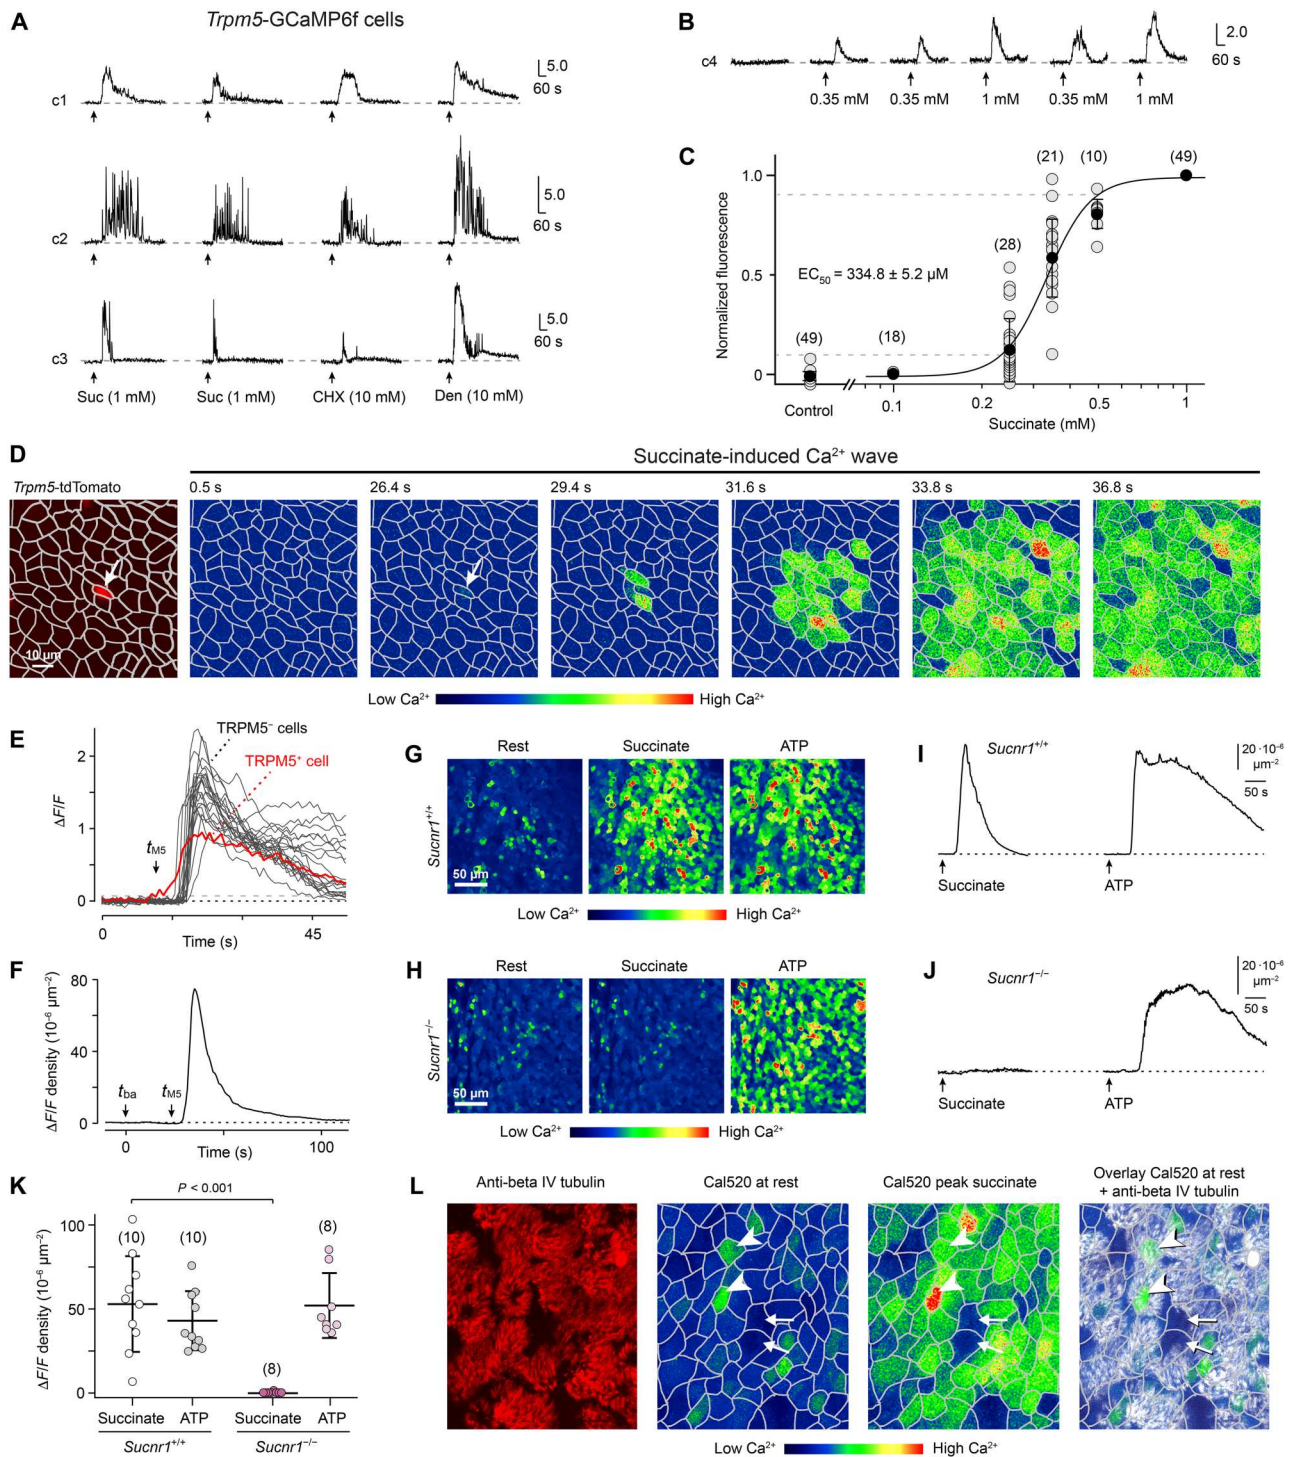 A
Trpm5-GCaMP6f cells
c1
5.0
60 s
c2
5.0
60 s
c3
5.0
60 s
Suc (1 mM)
Suc (1 mM)
CHX (10 mM)
Den (10 mM)
B
c4
2.0
60 s
0.35 mM
0.35 mM
1 mM
0.35 mM
1 mM
C
Normalized fluorescence
1.0
0.5
0
(49)
(18)
(28)
(21)
(10)
(49)
EC50 = 334.8 ± 5.2 µM
Control
0.1
0.2
0.5
1
Succinate (mM)
D
Succinate-induced Ca²⁺ wave
Trpm5-tdTomato
0.5 s
26.4 s
29.4 s
31.6 s
33.8 s
36.8 s
10 µm
Low Ca²⁺
High Ca²⁺
E
TRPM5⁻ cells
TRPM5⁺ cell
ΔF/F
2
1
0
tM5
0
45
Time (s)
F
ΔF/F density (10⁻⁶ µm⁻²)
80
40
0
tba
tM5
0
100
Time (s)
G
Rest
Succinate
ATP
Sucnr1⁺/⁺
50 µm
Low Ca²⁺
High Ca²⁺
H
Rest
Succinate
ATP
Sucnr1⁻/⁻
50 µm
Low Ca²⁺
High Ca²⁺
I
Sucnr1⁺/⁺
20 ·10⁻⁶
µm⁻²
50 s
Succinate
ATP
J
Sucnr1⁻/⁻
20 ·10⁻⁶
µm⁻²
50 s
Succinate
ATP
K
P < 0.001
ΔF/F density (10⁻⁶ µm⁻²)
100
50
0
(10)
(10)
(8)
(8)
Succinate
ATP
Succinate
ATP
Sucnr1⁺/⁺
Sucnr1⁻/⁻
L
Anti-beta IV tubulin
Cal520 at rest
Cal520 peak succinate
Overlay Cal520 at rest
+ anti-beta IV tubulin
Low Ca²⁺
High Ca²⁺